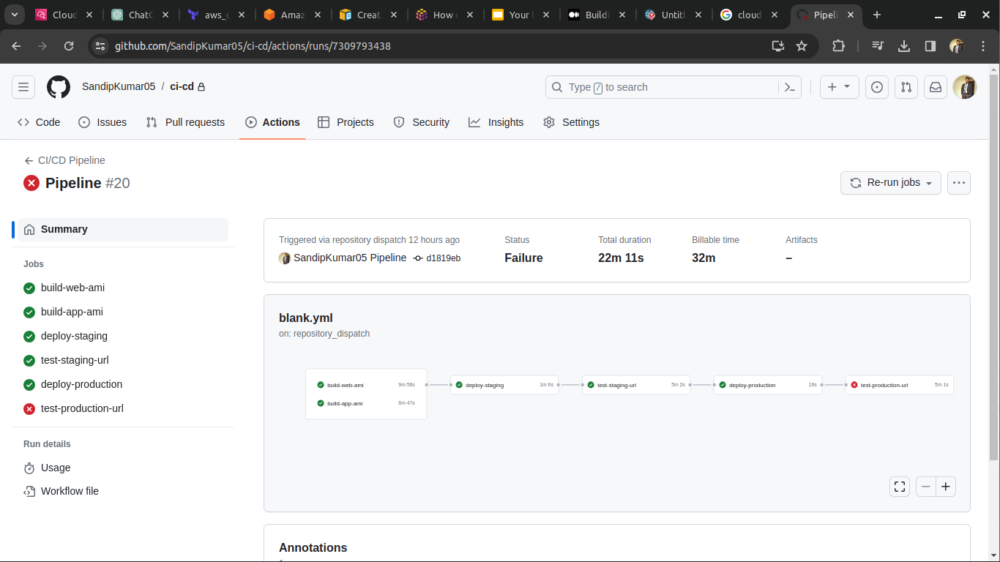 Cloud
ChatG
aws_c
Amaz
Creat
How
Your
Buildi
Untitl
cloud
Pipeli
github.com/SandipKumar05/ci-cd/actions/runs/7309793438
SandipKumar05 / ci-cd
Type / to search
Code Issues Pull requests Actions Projects Security Insights Settings
CI/CD Pipeline
Pipeline #20
Re-run jobs
Summary
Jobs
build-web-ami
build-app-ami
deploy-staging
test-staging-url
deploy-production
test-production-url
Run details
Usage
Workflow file
Triggered via repository dispatch 12 hours ago
SandipKumar05 Pipeline d1819eb
Status
Failure
Total duration
22m 11s
Billable time
32m
Artifacts
–
blank.yml
on: repository_dispatch
build-web-ami 9m 56s
build-app-ami 6m 47s
deploy-staging 1m 6s
test-staging-url 5m 2s
deploy-production 19s
test-production-url 5m 1s
Annotations